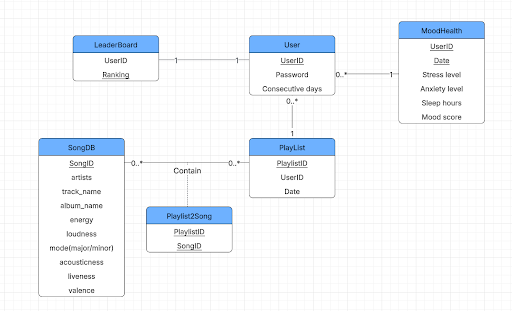 LeaderBoard
UserID
Ranking
1
1
User
UserID
Password
Consecutive days
0..*
1
MoodHealth
UserID
Date
Stress level
Anxiety level
Sleep hours
Mood score
0..*
1
SongDB
SongID
artists
track_name
album_name
energy
loudness
mode(major/minor)
acousticness
liveness
valence
0..*
0..*
Contain
PlayList
PlaylistID
UserID
Date
Playlist2Song
PlaylistID
SongID